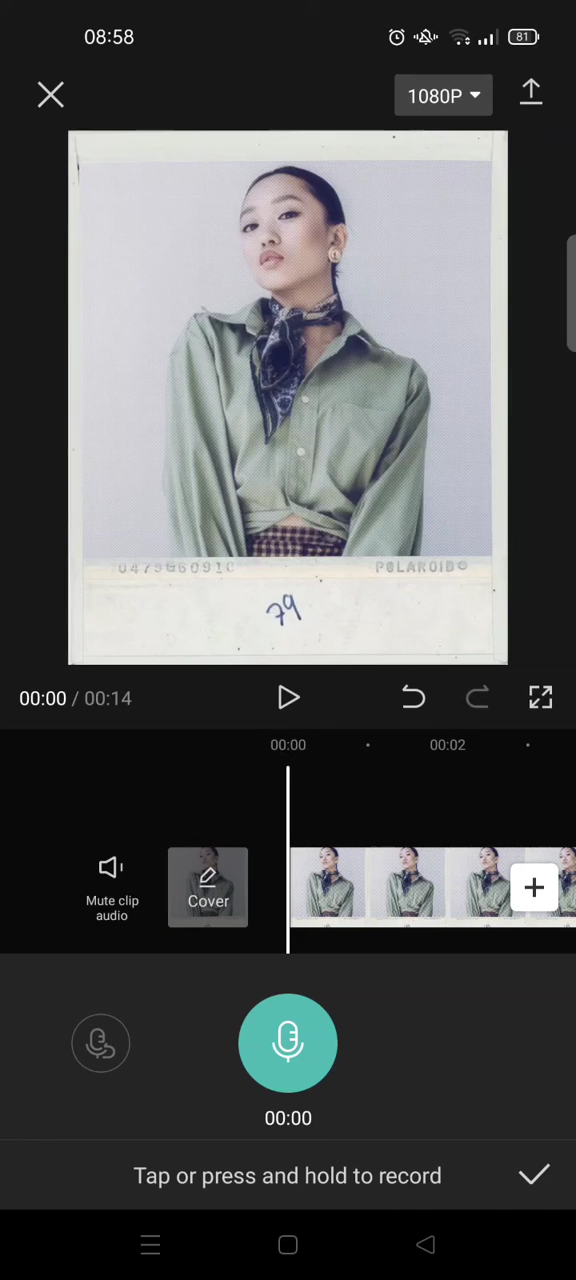 08:58
81
1080P
POLAROID©
79
00:00 / 00:14
00:00
00:02
Mute clip
audio
Cover
00:00
Tap or press and hold to record